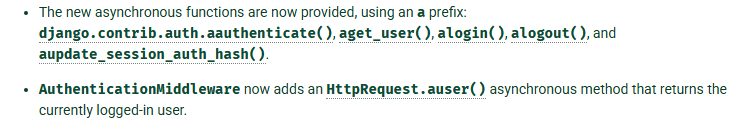 • The new asynchronous functions are now provided, using an a prefix:
django.contrib.auth.aauthenticate(), aget_user(), alogin(), alogout(), and
aupdate_session_auth_hash().
• AuthenticationMiddleware now adds an HttpRequest.auser() asynchronous method that returns the
currently logged-in user.